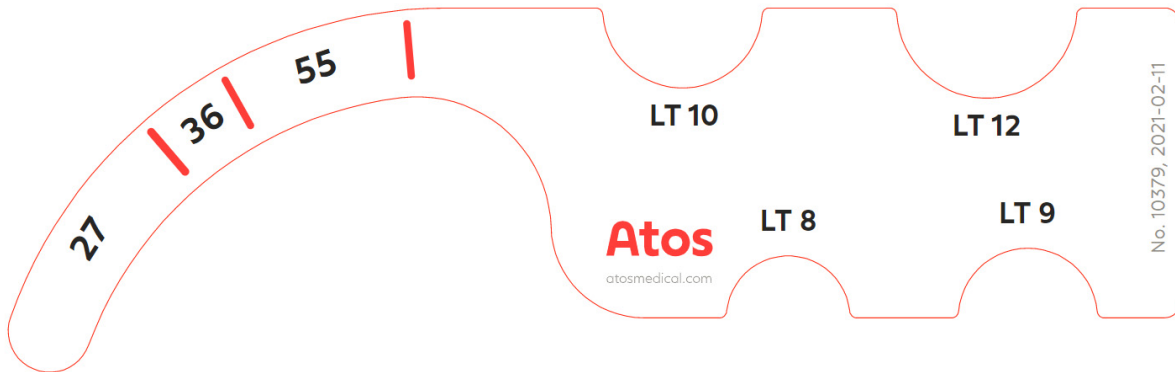 55
36
27
LT 10
LT 12
LT 8
LT 9
Atos
atosmedical.com
No. 10379, 2021-02-11